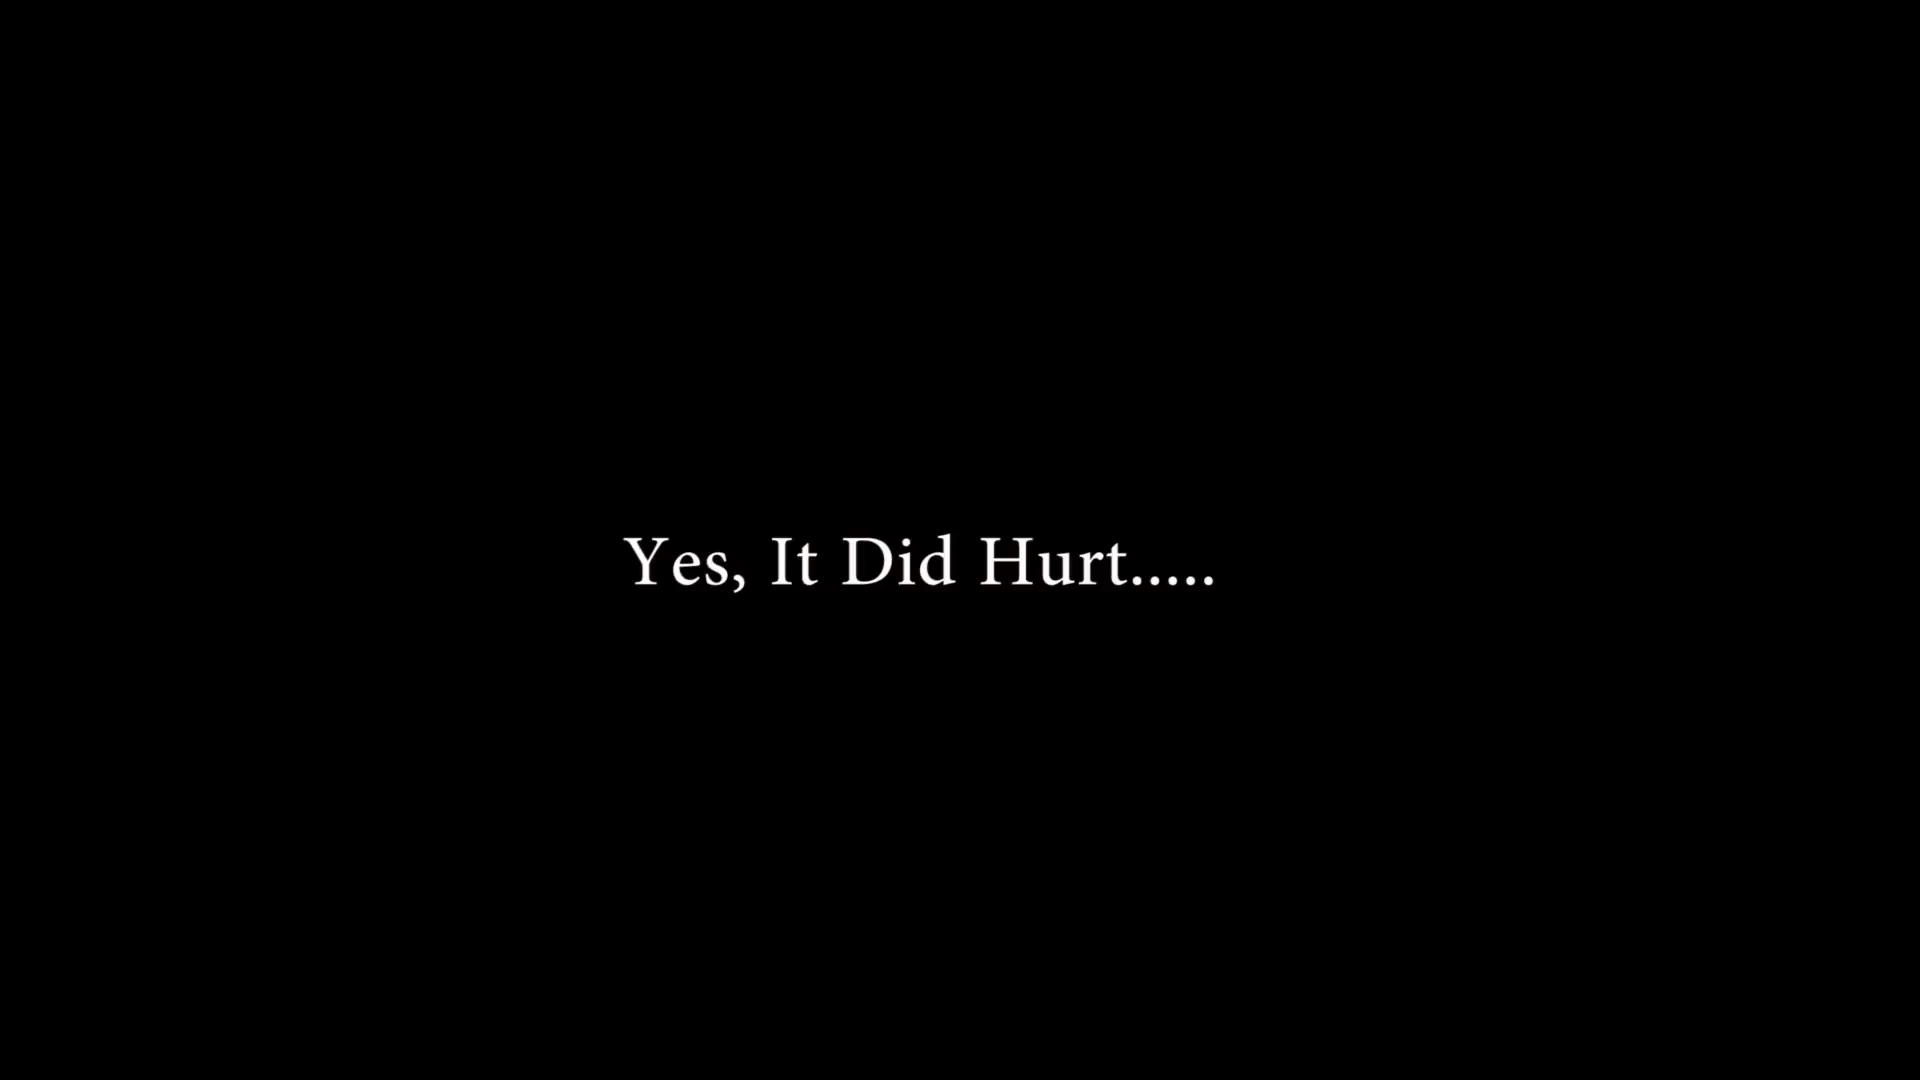 Yes, It Did Hurt.....